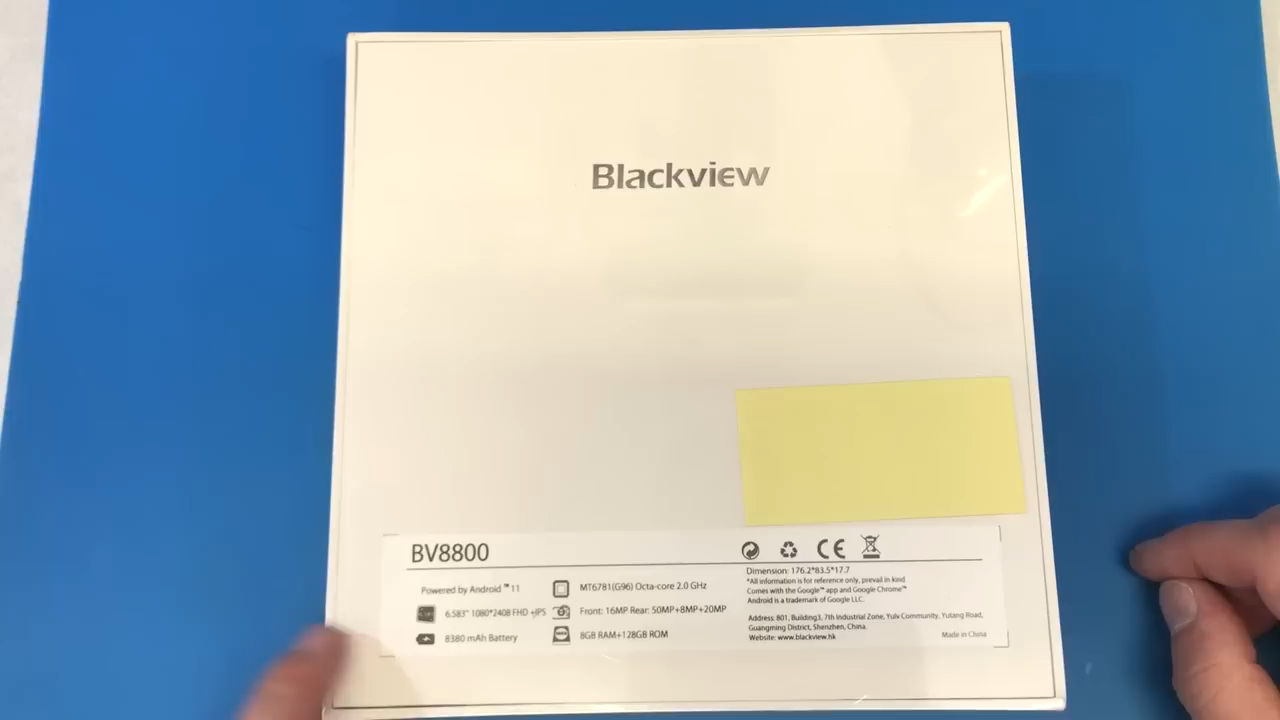 Blackview
BV8800
Powered by Android™11
6.583" 1080*2408 FHD+IPS
8380 mAh Battery
MT6781(G96) Octa-core 2.0 GHz
Front: 16MP Rear: 50MP+8MP+20MP
8GB RAM+128GB ROM
CE
Dimension: 176.2*83.5*17.7
*All information is for reference only, prevail in kind
Comes with the Google™ app and Google Chrome™
Android is a trademark of Google LLC.
Address: 801, Building3, 7th Industrial Zone, Yulv Community, Yutang Road,
Guangming District, Shenzhen, China.
Website: www.blackview.hk
Made in China